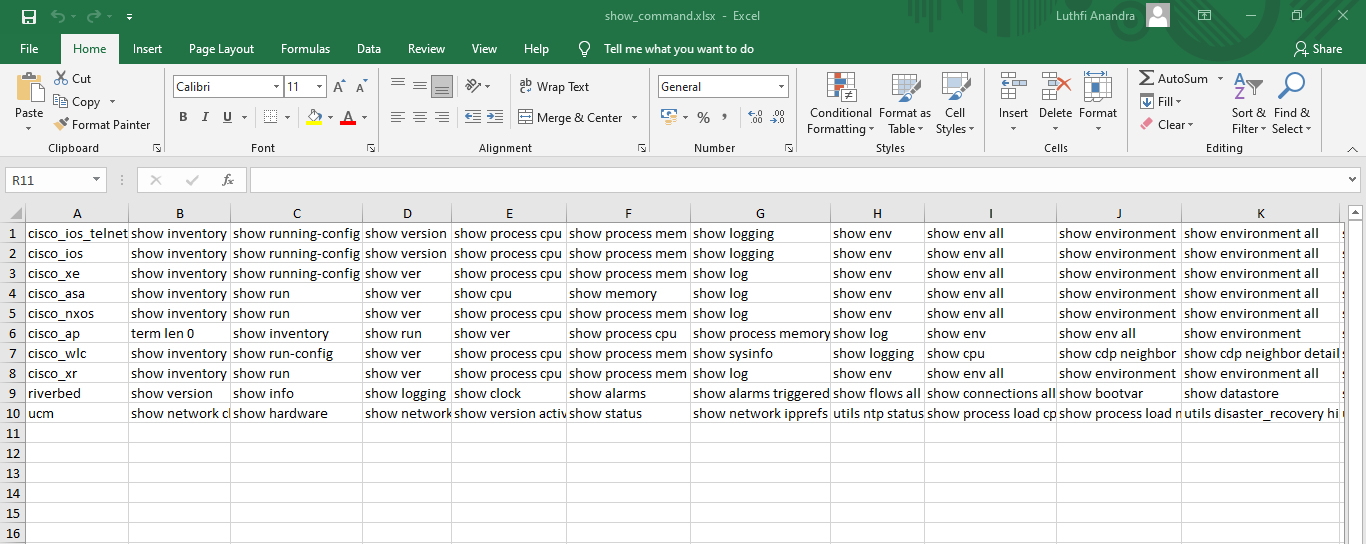 show_command.xlsx - Excel
Luthfi Anandra
File Home Insert Page Layout Formulas Data Review View Help Tell me what you want to do Share
Paste
Cut
Copy
Format Painter
Clipboard
Calibri 11
B I U
Font
Wrap Text
Merge & Center
Alignment
General
% , .00
Number
Conditional Formatting
Format as Table
Cell Styles
Styles
Insert
Delete
Format
Cells
AutoSum
Fill
Clear
Sort & Filter
Find & Select
Editing
R11 fx
A B C D E F G H I J K
1 cisco_ios_telnet show inventory show running-config show version show process cpu show process mem show logging show env show env all show environment show environment all
2 cisco_ios show inventory show running-config show version show process cpu show process mem show logging show env show env all show environment show environment all
3 cisco_xe show inventory show running-config show ver show process cpu show process mem show log show env show env all show environment show environment all
4 cisco_asa show inventory show run show ver show cpu show memory show log show env show env all show environment show environment all
5 cisco_nxos show inventory show run show ver show process cpu show process mem show log show env show env all show environment show environment all
6 cisco_ap term len 0 show inventory show run show ver show process cpu show process memory show log show env show env all show environment
7 cisco_wlc show inventory show run-config show ver show process cpu show process mem show sysinfo show logging show cpu show cdp neighbor show cdp neighbor detail
8 cisco_xr show inventory show run show ver show process cpu show process mem show log show env show env all show environment show environment all
9 riverbed show version show info show logging show clock show alarms show alarms triggered show flows all show connections all show bootvar show datastore
10 ucm show network cl show hardware show network show version activ show status show network ipprefs utils ntp status show process load cp show process load utils disaster_recovery hi
11
12
13
14
15
16